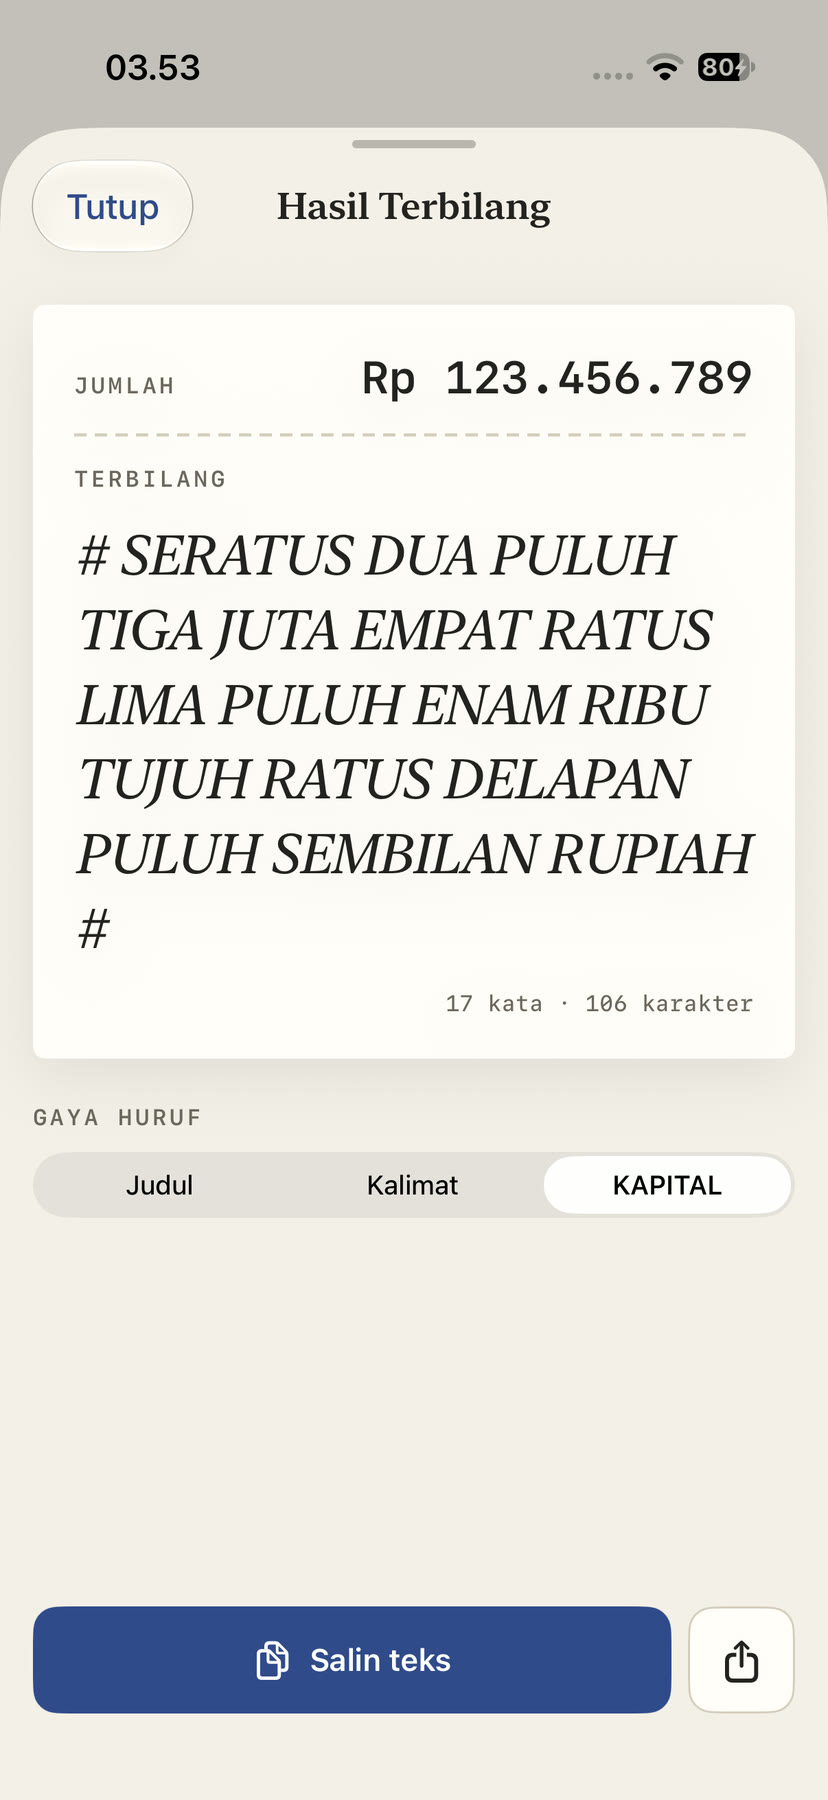 03.53
80
Tutup
Hasil Terbilang
JUMLAH
Rp 123.456.789
TERBILANG
# SERATUS DUA PULUH
TIGA JUTA EMPAT RATUS
LIMA PULUH ENAM RIBU
TUJUH RATUS DELAPAN
PULUH SEMBILAN RUPIAH
#
17 kata · 106 karakter
GAYA HURUF
Judul
Kalimat
KAPITAL
Salin teks